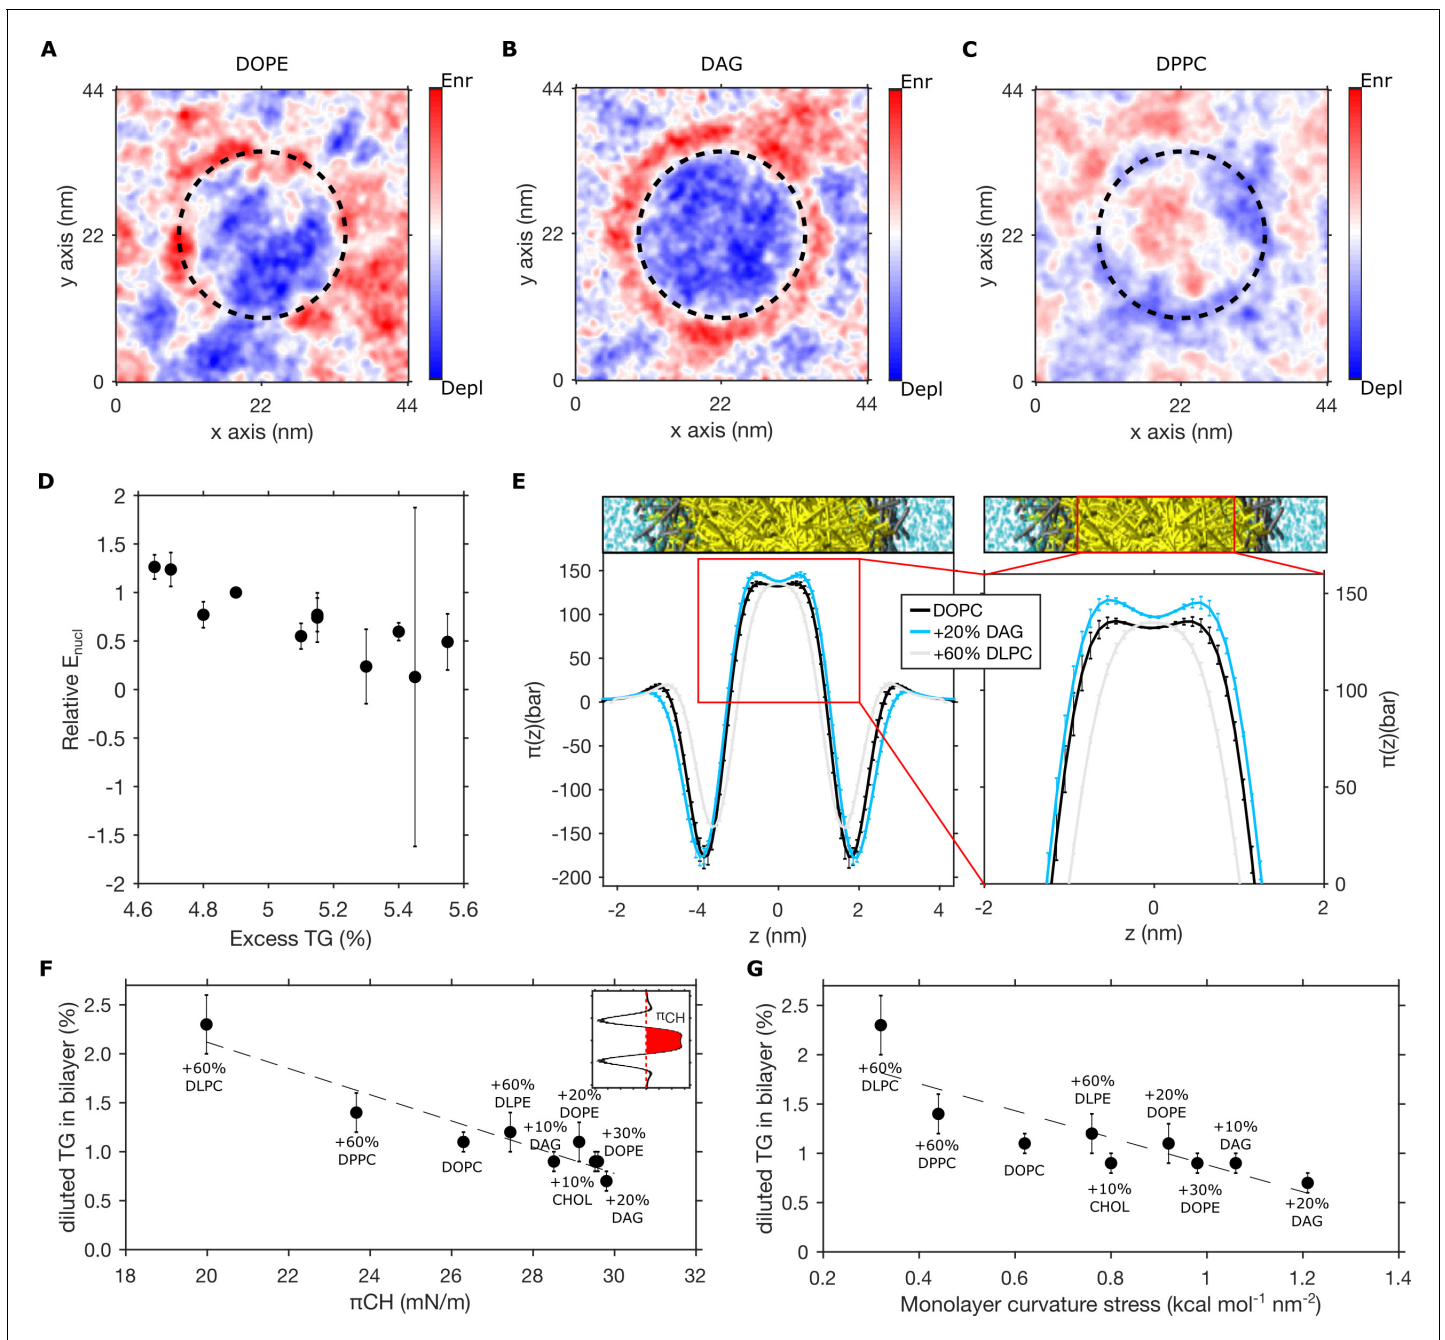 A
DOPE
Enr
Depl
44
22
0
0
22
44
y axis (nm)
x axis (nm)
B
DAG
Enr
Depl
44
22
0
0
22
44
y axis (nm)
x axis (nm)
C
DPPC
Enr
Depl
44
22
0
0
22
44
y axis (nm)
x axis (nm)
D
2
1.5
1
0.5
0
-0.5
-1
-1.5
-2
4.6
4.8
5
5.2
5.4
5.6
Relative Enucl
Excess TG (%)
E
150
100
50
0
-50
-100
-150
-200
-2
-4
0
2
4
π(z)(bar)
z (nm)
DOPC
+20% DAG
+60% DLPC
150
100
50
0
-2
0
2
π(z)(bar)
z (nm)
F
2.5
2.0
1.5
1.0
0.5
0.0
18
20
22
24
26
28
30
32
diluted TG in bilayer (%)
πCH (mN/m)
πCH
+60%
DLPC
+60%
DPPC
DOPC
+60%
DLPE
+10%
DAG
+10%
CHOL
+20%
DOPE
+30%
DOPE
+20%
DAG
G
2.5
2
1.5
1
0.5
0
0.2
0.4
0.6
0.8
1
1.2
1.4
diluted TG in bilayer (%)
Monolayer curvature stress (kcal mol-1 nm-2)
+60%
DLPC
+60%
DPPC
DOPC
+60%
DLPE
+10%
CHOL
+20%
DOPE
+30%
DOPE
+10%
DAG
+20%
DAG